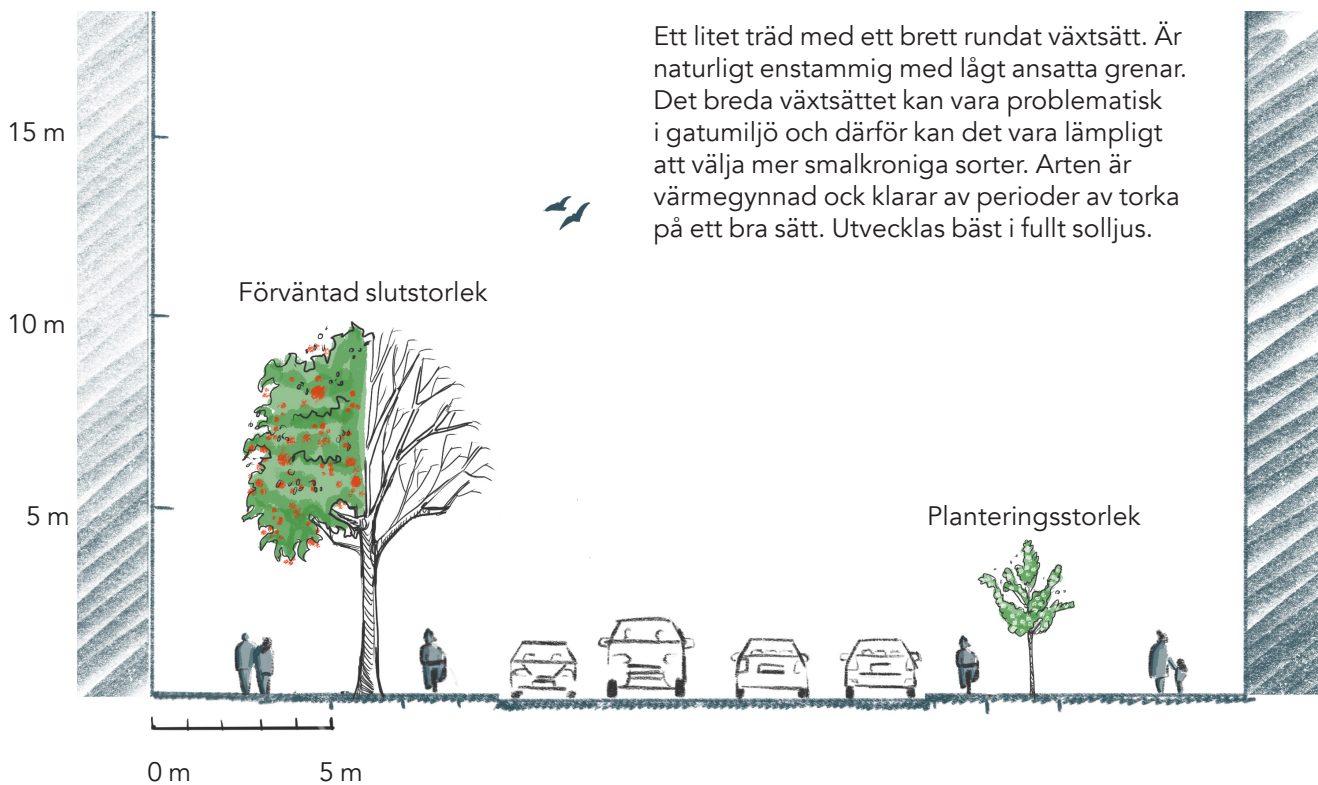 Ett litet träd med ett brett rundat växtsätt. Är
naturligt enstammig med lågt ansatta grenar.
Det breda växtsättet kan vara problematisk
i gatumiljö och därför kan det vara lämpligt
att välja mer smalkroniga sorter. Arten är
värmegynnad ock klarar av perioder av torka
på ett bra sätt. Utvecklas bäst i fullt solljus.
15 m
Förväntad slutstorlek
10 m
5 m
Planteringsstorlek
0 m
5 m